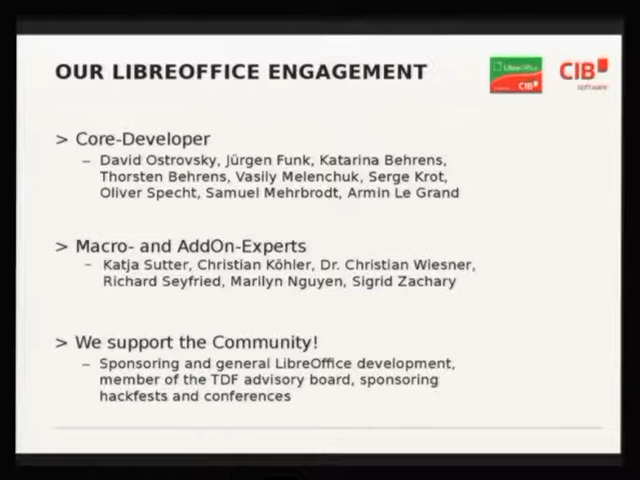 OUR LIBREOFFICE ENGAGEMENT
LibreOffice
CIB
CIB
software
> Core-Developer
– David Ostrovsky, Jürgen Funk, Katarina Behrens,
Thorsten Behrens, Vasily Melenchuk, Serge Krot,
Oliver Specht, Samuel Mehrbrodt, Armin Le Grand
> Macro- and AddOn-Experts
– Katja Sutter, Christian Köhler, Dr. Christian Wiesner,
Richard Seyfried, Marilyn Nguyen, Sigrid Zachary
> We support the Community!
– Sponsoring and general LibreOffice development,
member of the TDF advisory board, sponsoring
hackfests and conferences